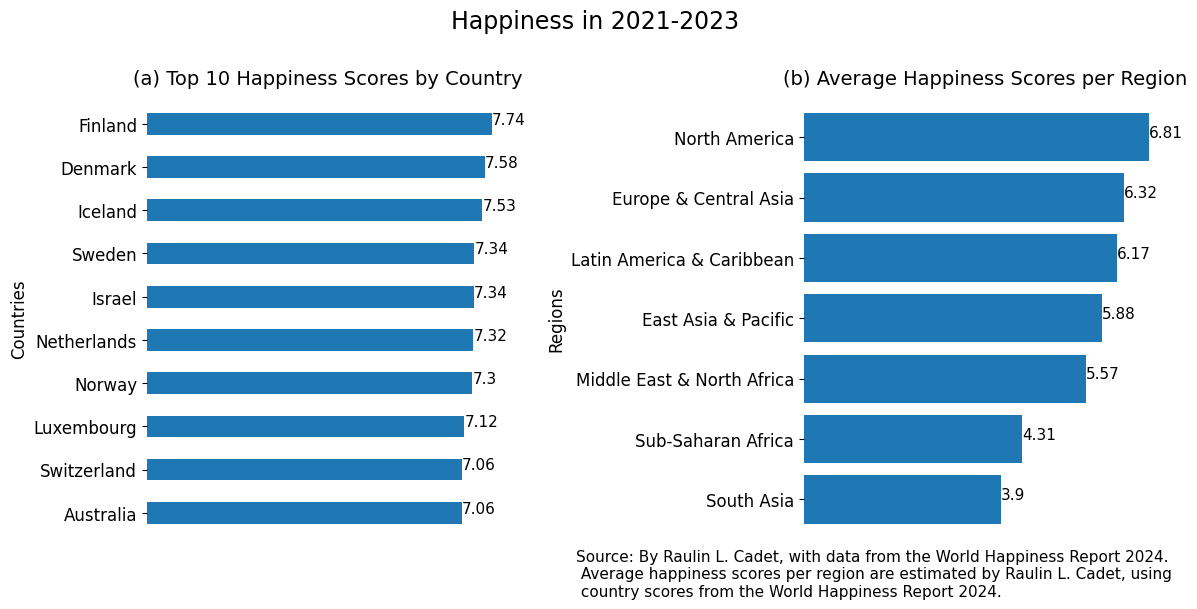 Happiness in 2021-2023
(a) Top 10 Happiness Scores by Country
Countries
Finland 7.74
Denmark 7.58
Iceland 7.53
Sweden 7.34
Israel 7.34
Netherlands 7.32
Norway 7.3
Luxembourg 7.12
Switzerland 7.06
Australia 7.06
(b) Average Happiness Scores per Region
Regions
North America 6.81
Europe & Central Asia 6.32
Latin America & Caribbean 6.17
East Asia & Pacific 5.88
Middle East & North Africa 5.57
Sub-Saharan Africa 4.31
South Asia 3.9
Source: By Raulin L. Cadet, with data from the World Happiness Report 2024.
Average happiness scores per region are estimated by Raulin L. Cadet, using
country scores from the World Happiness Report 2024.